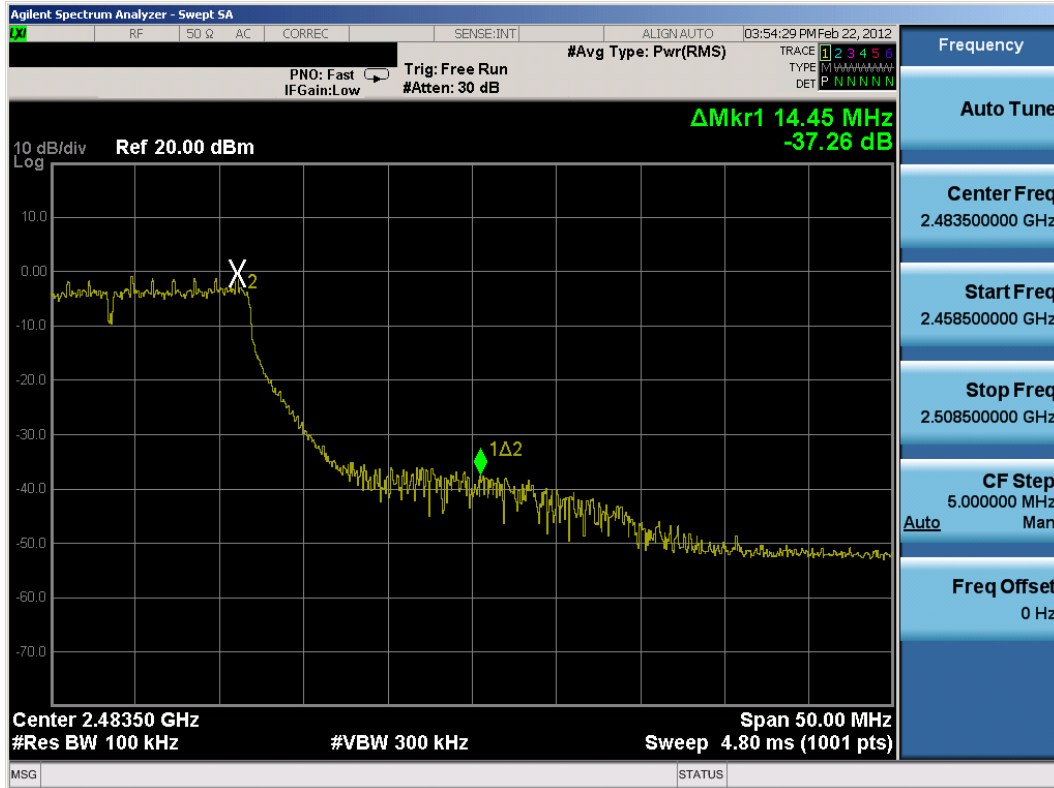 Agilent Spectrum Analyzer - Swept SA
LXI RF 50 Ω AC CORREC SENSE:INT ALIGN AUTO 03:54:29 PM Feb 22, 2012
PNO: Fast Trig: Free Run #Avg Type: Pwr(RMS) TRACE 1 2 3 4 5 6
IFGain:Low #Atten: 30 dB TYPE M W W W W W
DET P N N N N N
ΔMkr1 14.45 MHz
-37.26 dB
10 dB/div Ref 20.00 dBm
Log
10.0
0.00
-10.0
-20.0
-30.0
-40.0
-50.0
-60.0
-70.0
X2
1Δ2
Center 2.48350 GHz Span 50.00 MHz
#Res BW 100 kHz #VBW 300 kHz Sweep 4.80 ms (1001 pts)
MSG STATUS
Frequency
Auto Tune
Center Freq
2.483500000 GHz
Start Freq
2.458500000 GHz
Stop Freq
2.508500000 GHz
CF Step
5.000000 MHz
Auto Man
Freq Offset
0 Hz